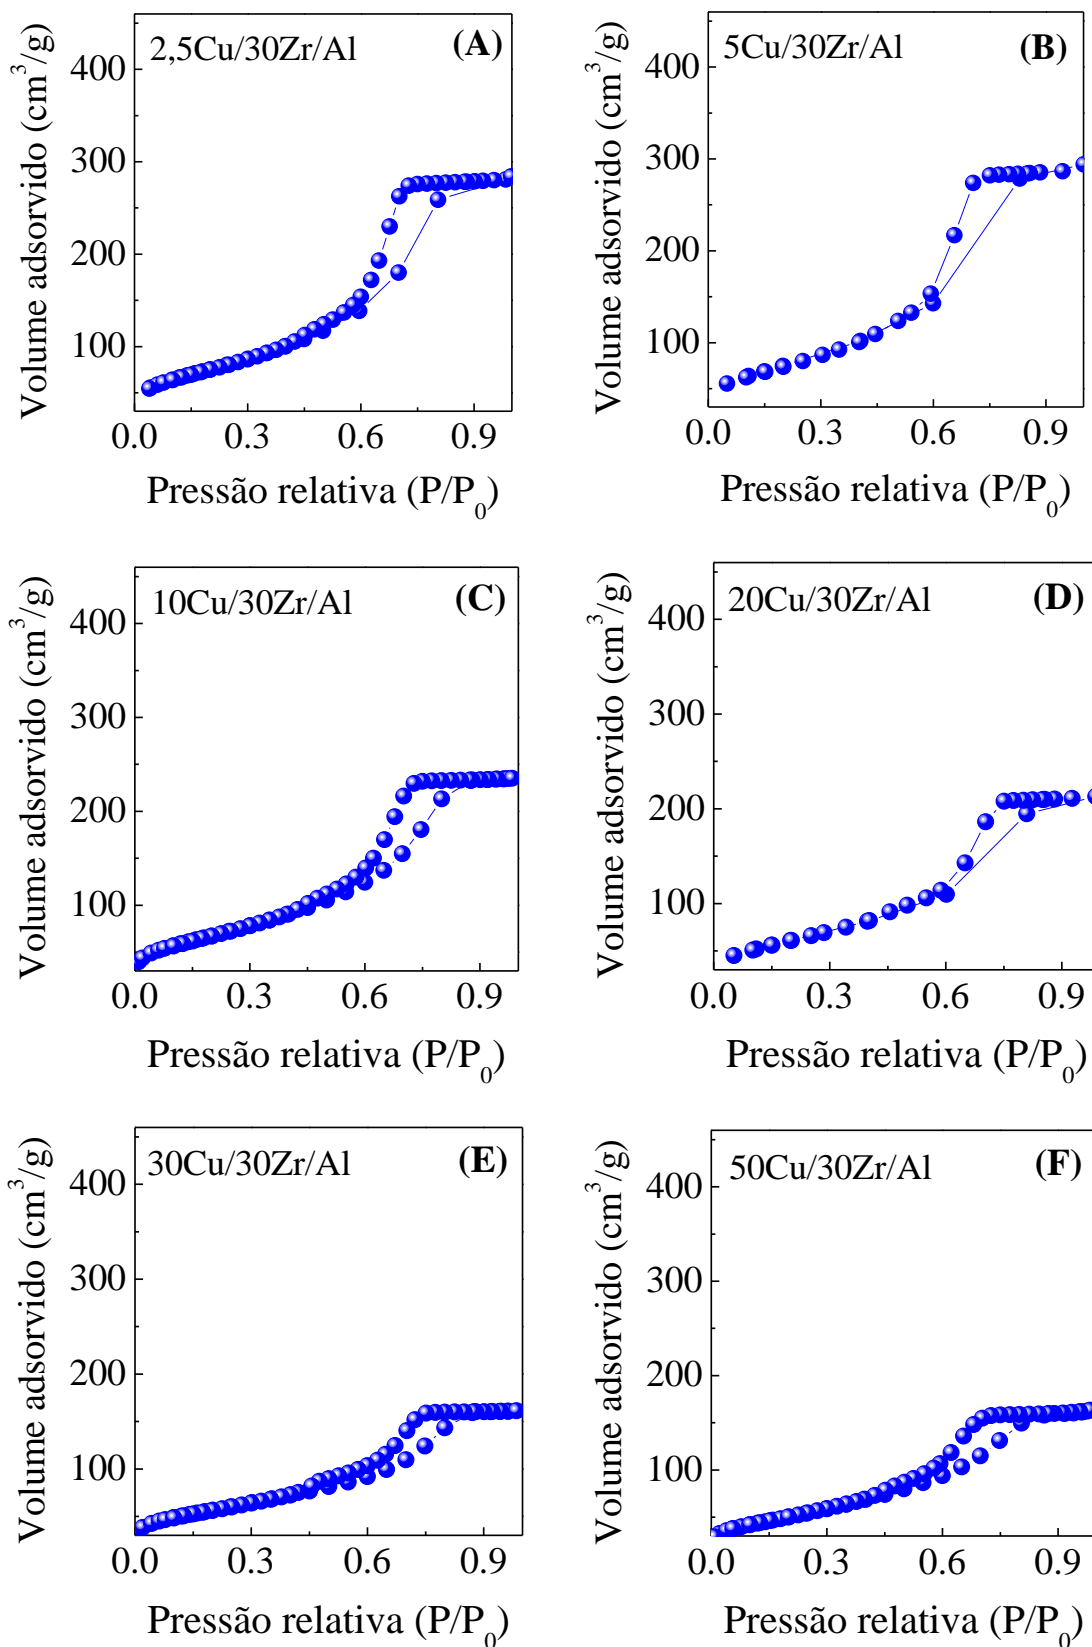 2,5Cu/30Zr/Al (A)
Volume adsorvido (cm³/g)
400
300
200
100
0.0 0.3 0.6 0.9
Pressão relativa (P/P₀)
5Cu/30Zr/Al (B)
Volume adsorvido (cm³/g)
400
300
200
100
0.0 0.3 0.6 0.9
Pressão relativa (P/P₀)
10Cu/30Zr/Al (C)
Volume adsorvido (cm³/g)
400
300
200
100
0.0 0.3 0.6 0.9
Pressão relativa (P/P₀)
20Cu/30Zr/Al (D)
Volume adsorvido (cm³/g)
400
300
200
100
0.0 0.3 0.6 0.9
Pressão relativa (P/P₀)
30Cu/30Zr/Al (E)
Volume adsorvido (cm³/g)
400
300
200
100
0.0 0.3 0.6 0.9
Pressão relativa (P/P₀)
50Cu/30Zr/Al (F)
Volume adsorvido (cm³/g)
400
300
200
100
0.0 0.3 0.6 0.9
Pressão relativa (P/P₀)